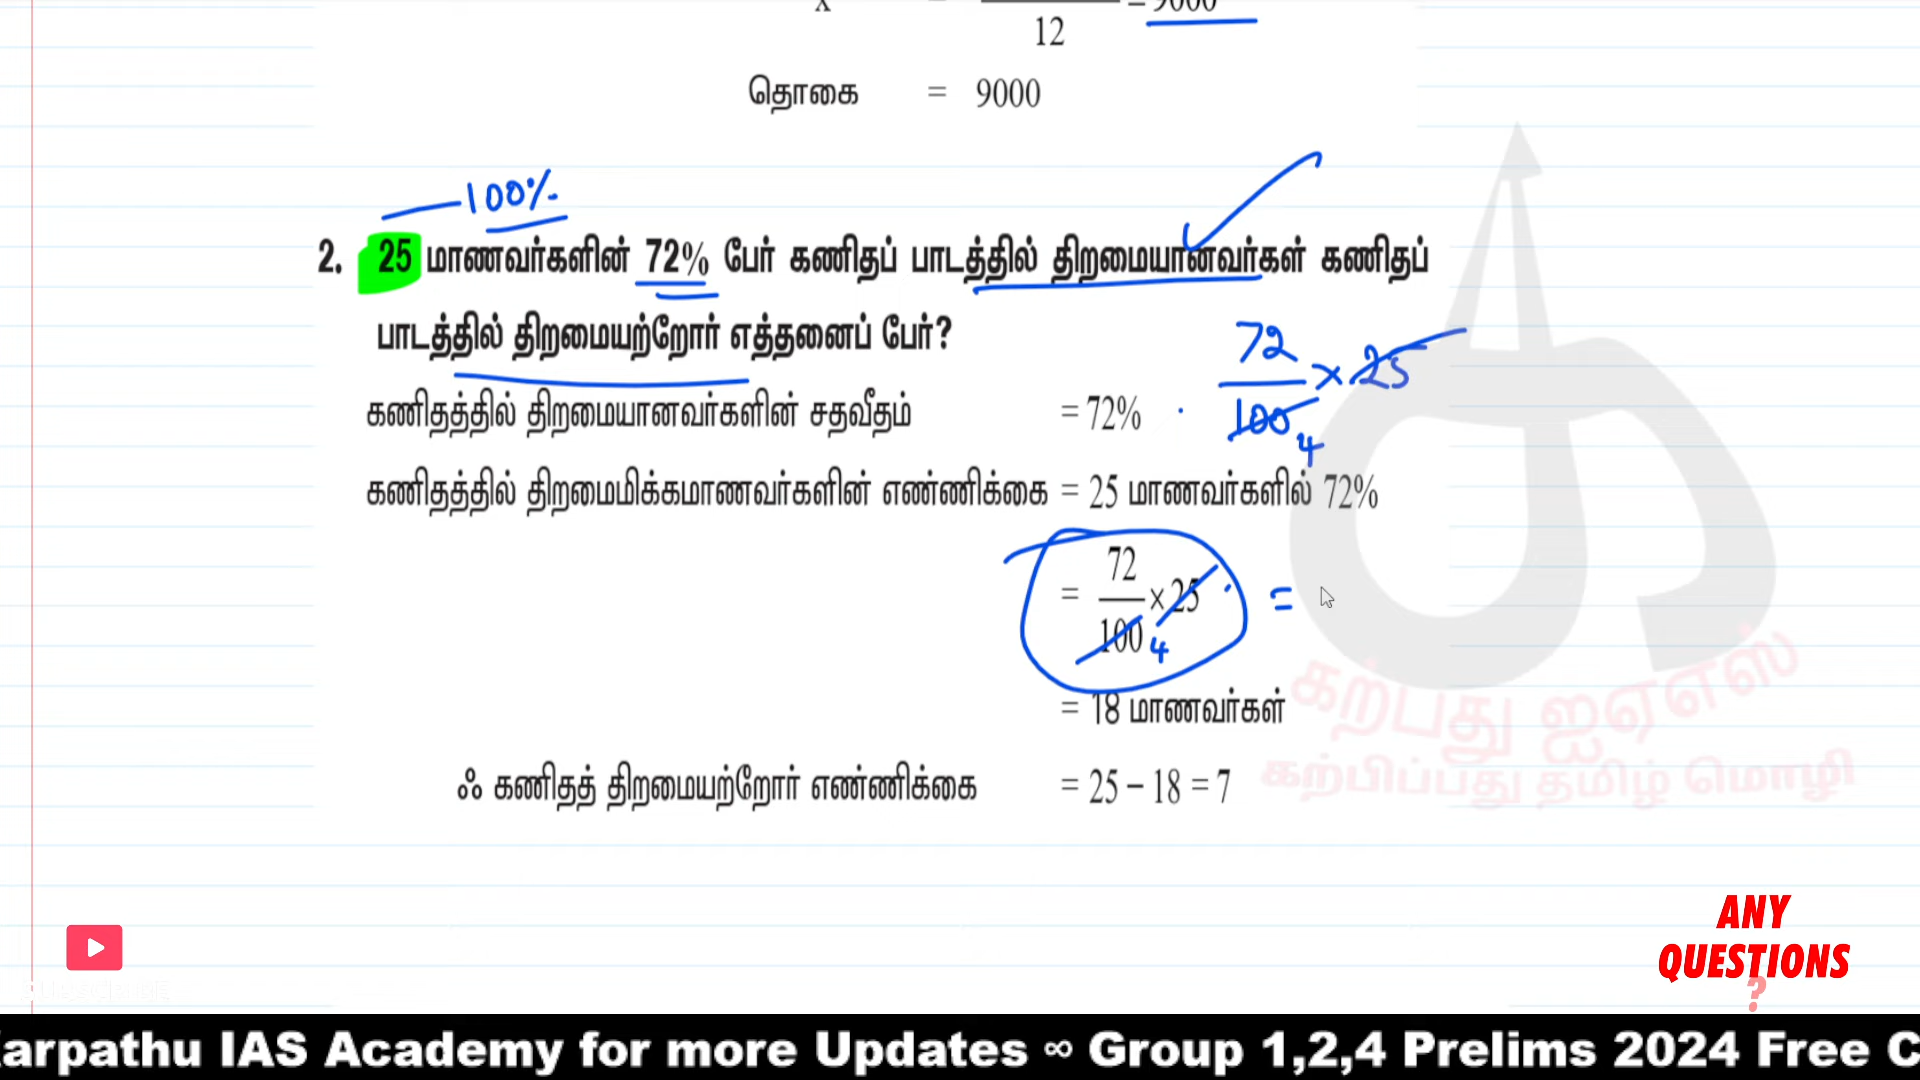 x = = 9000
12
தொகை = 9000
100%
2. 25 மாணவர்களின் 72% பேர் கணிதப் பாடத்தில் திறமையானவர்கள் கணிதப்
பாடத்தில் திறமையற்றோர் எத்தனைப் பேர்?
72
× 25
100 4
கணிதத்தில் திறமையானவர்களின் சதவீதம் = 72%
கணிதத்தில் திறமைமிக்கமாணவர்களின் எண்ணிக்கை = 25 மாணவர்களில் 72%
72
= × 25 =
100 4
= 18 மாணவர்கள்
ஃ கணிதத் திறமையற்றோர் எண்ணிக்கை = 25 – 18 = 7
கற்பது ஐஏஎஸ்
கற்பிப்பது தமிழ் மொழி
ANY
QUESTIONS
?
arpathu IAS Academy for more Updates ∞ Group 1,2,4 Prelims 2024 Free C